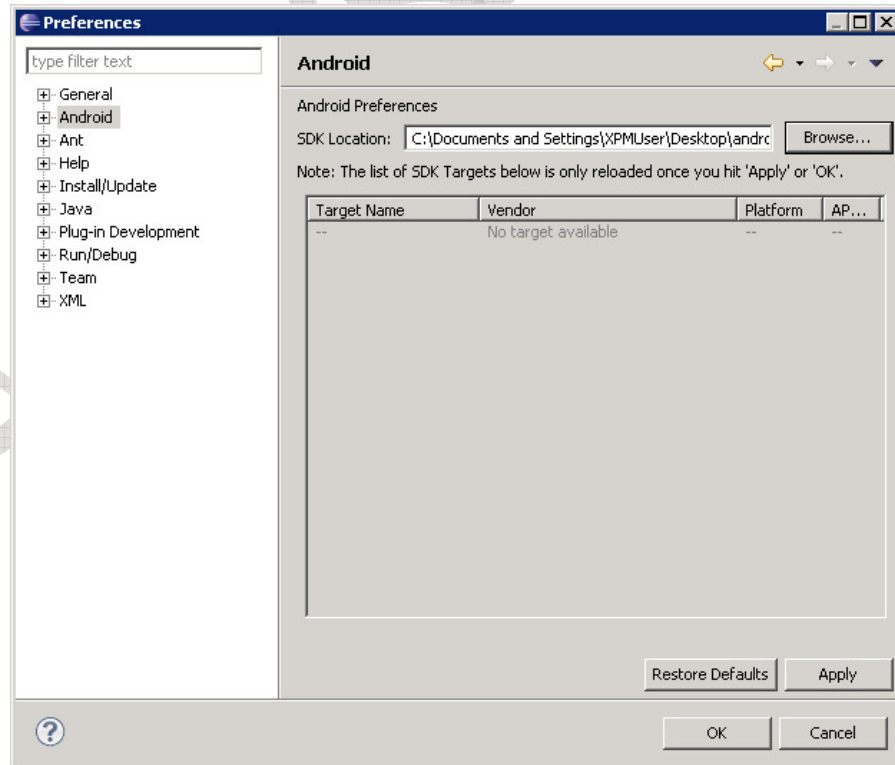 Preferences
type filter text
General
Android
Ant
Help
Install/Update
Java
Plug-in Development
Run/Debug
Team
XML
Android
Android Preferences
SDK Location: C:\Documents and Settings\XPMUser\Desktop\andrc Browse...
Note: The list of SDK Targets below is only reloaded once you hit 'Apply' or 'OK'.
Target Name Vendor Platform AP...
-- No target available -- --
Restore Defaults Apply
? OK Cancel